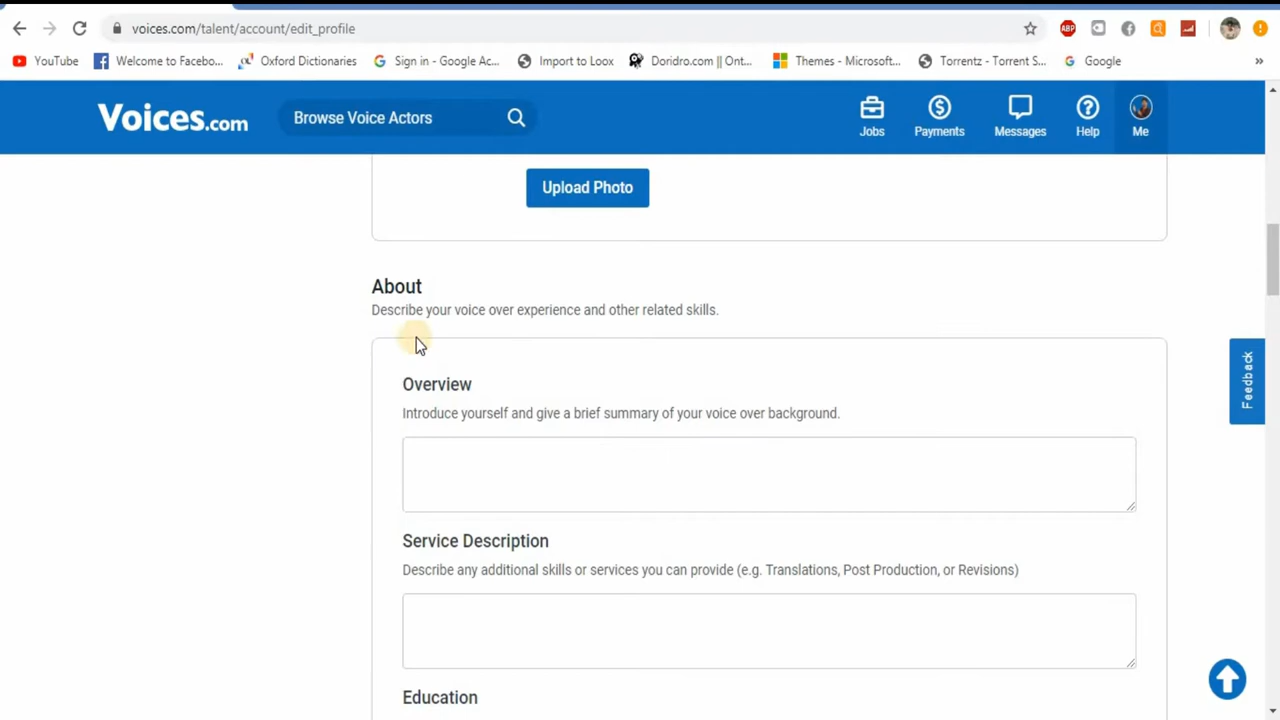 voices.com/talent/account/edit_profile
ABP
YouTube
Welcome to Facebo...
Oxford Dictionaries
Sign in - Google Ac...
Import to Loox
Doridro.com || Ont...
Themes - Microsoft...
Torrentz - Torrent S...
Google
»
Voices.com
Browse Voice Actors
Jobs
Payments
Messages
Help
Me
Upload Photo
About
Describe your voice over experience and other related skills.
Overview
Introduce yourself and give a brief summary of your voice over background.
Feedback
Service Description
Describe any additional skills or services you can provide (e.g. Translations, Post Production, or Revisions)
Education